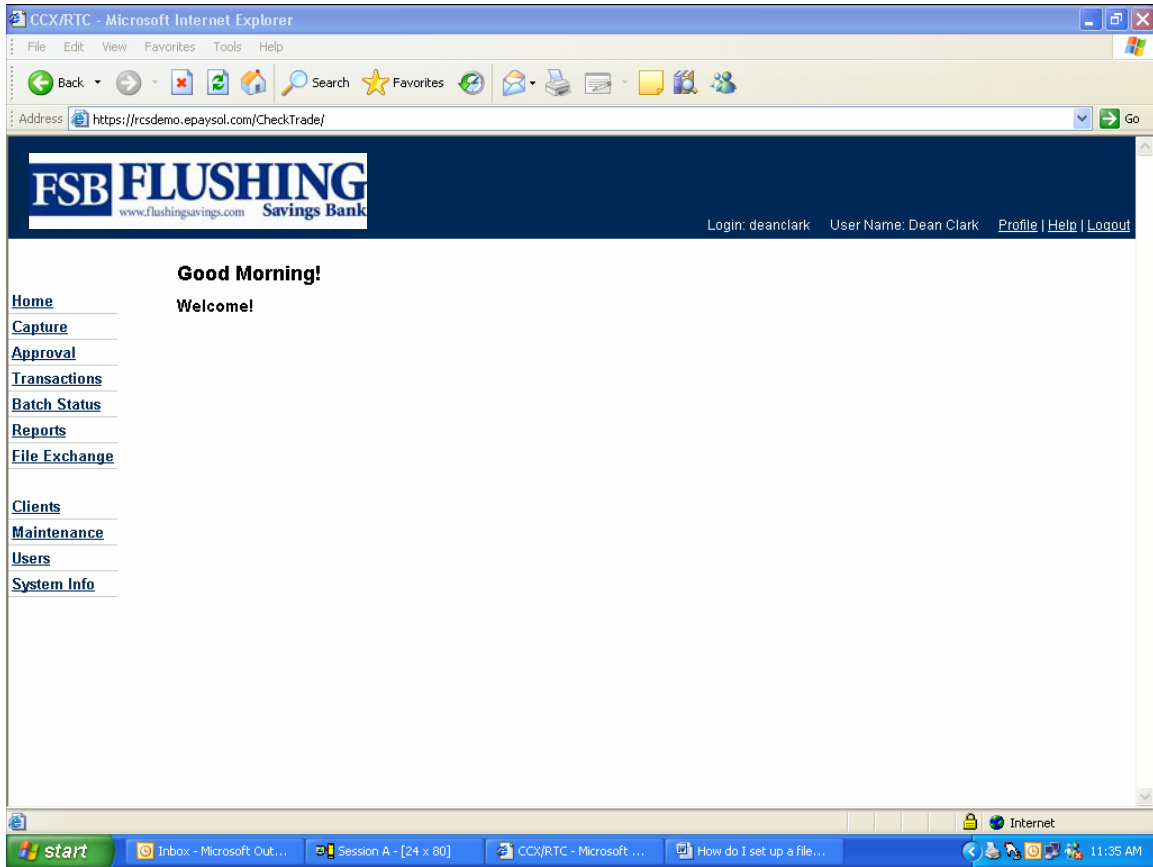 CCX/RTC - Microsoft Internet Explorer
File Edit View Favorites Tools Help
Back Search Favorites
Address https://rcsdemo.epaysol.com/CheckTrade/ Go
FSB FLUSHING
www.flushingsavings.com Savings Bank
Login: deanclark User Name: Dean Clark Profile | Help | Logout
Good Morning!
Welcome!
Home
Capture
Approval
Transactions
Batch Status
Reports
File Exchange
Clients
Maintenance
Users
System Info
Internet
start Inbox - Microsoft Out... Session A - [24 x 80] CCX/RTC - Microsoft ... How do I set up a file... 11:35 AM